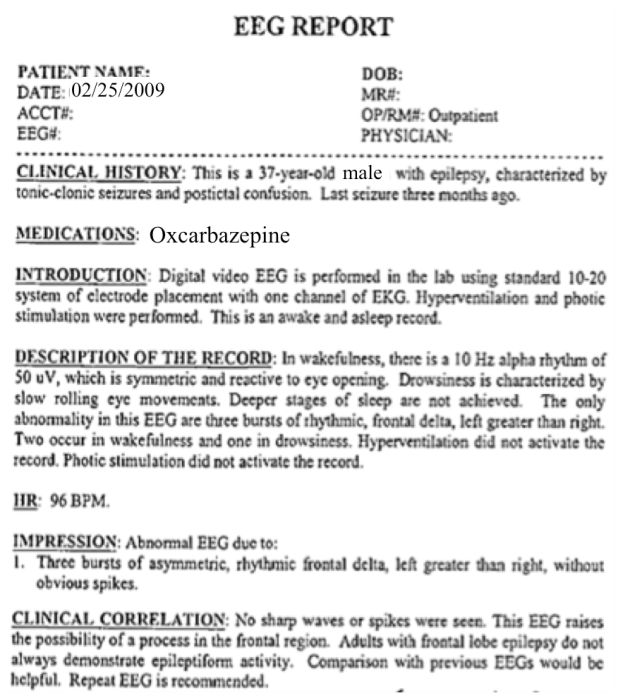 EEG REPORT
PATIENT NAME:
DOB:
DATE: 02/25/2009
MR#:
ACCT#:
OP/RM#: Outpatient
EEG#:
PHYSICIAN:
CLINICAL HISTORY: This is a 37-year-old male with epilepsy, characterized by
tonic-clonic seizures and postictal confusion. Last seizure three months ago.
MEDICATIONS: Oxcarbazepine
INTRODUCTION: Digital video EEG is performed in the lab using standard 10-20
system of electrode placement with one channel of EKG. Hyperventilation and photic
stimulation were performed. This is an awake and asleep record.
DESCRIPTION OF THE RECORD: In wakefulness, there is a 10 Hz alpha rhythm of
50 uV, which is symmetric and reactive to eye opening. Drowsiness is characterized by
slow rolling eye movements. Deeper stages of sleep are not achieved. The only
abnormality in this EEG are three bursts of rhythmic, frontal delta, left greater than right.
Two occur in wakefulness and one in drowsiness. Hyperventilation did not activate the
record. Photic stimulation did not activate the record.
HR: 96 BPM.
IMPRESSION: Abnormal EEG due to:
1. Three bursts of asymmetric, rhythmic frontal delta, left greater than right, without
obvious spikes.
CLINICAL CORRELATION: No sharp waves or spikes were seen. This EEG raises
the possibility of a process in the frontal region. Adults with frontal lobe epilepsy do not
always demonstrate epileptiform activity. Comparison with previous EEGs would be
helpful. Repeat EEG is recommended.